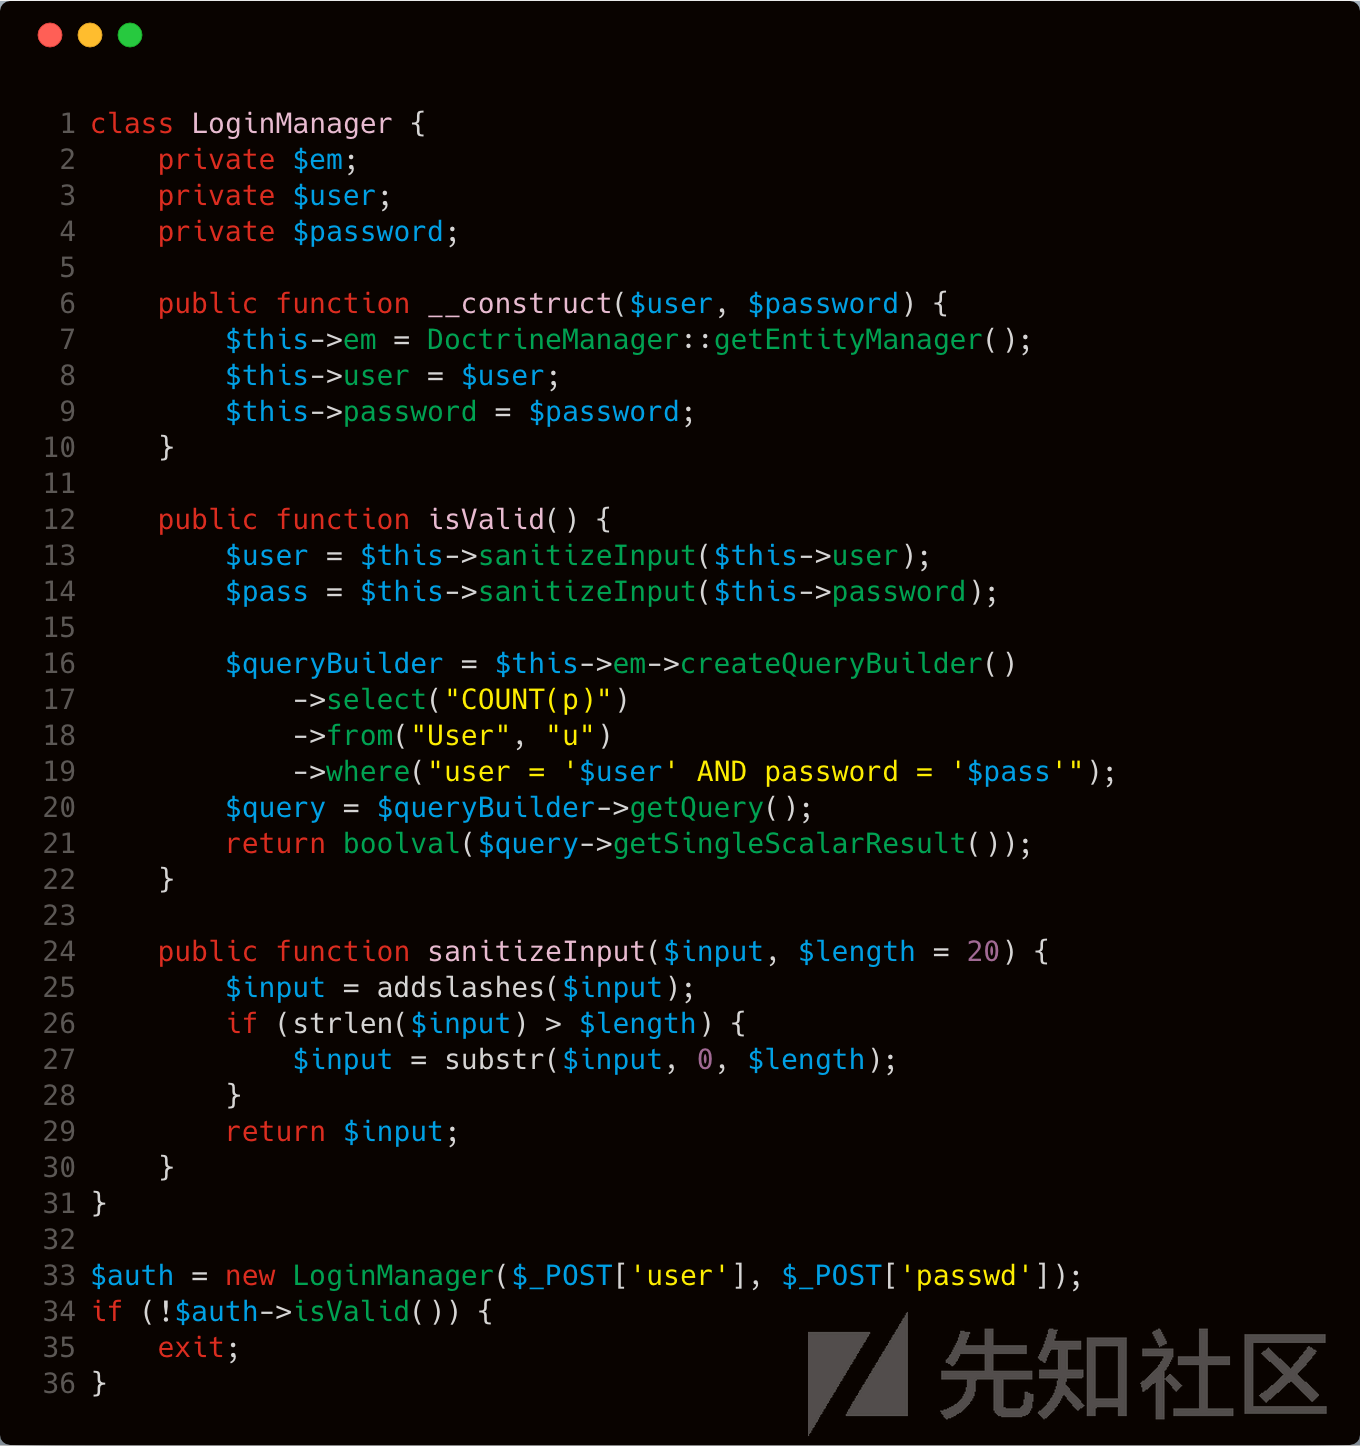 1 class LoginManager {
2     private $em;
3     private $user;
4     private $password;
5
6     public function __construct($user, $password) {
7         $this->em = DoctrineManager::getEntityManager();
8         $this->user = $user;
9         $this->password = $password;
10     }
11
12     public function isValid() {
13         $user = $this->sanitizeInput($this->user);
14         $pass = $this->sanitizeInput($this->password);
15
16         $queryBuilder = $this->em->createQueryBuilder()
17             ->select("COUNT(p)")
18             ->from("User", "u")
19             ->where("user = '$user' AND password = '$pass'");
20         $query = $queryBuilder->getQuery();
21         return boolval($query->getSingleScalarResult());
22     }
23
24     public function sanitizeInput($input, $length = 20) {
25         $input = addslashes($input);
26         if (strlen($input) > $length) {
27             $input = substr($input, 0, $length);
28         }
29         return $input;
30     }
31 }
32
33 $auth = new LoginManager($_POST['user'], $_POST['passwd']);
34 if (!$auth->isValid()) {
35     exit;
36 }
先知社区